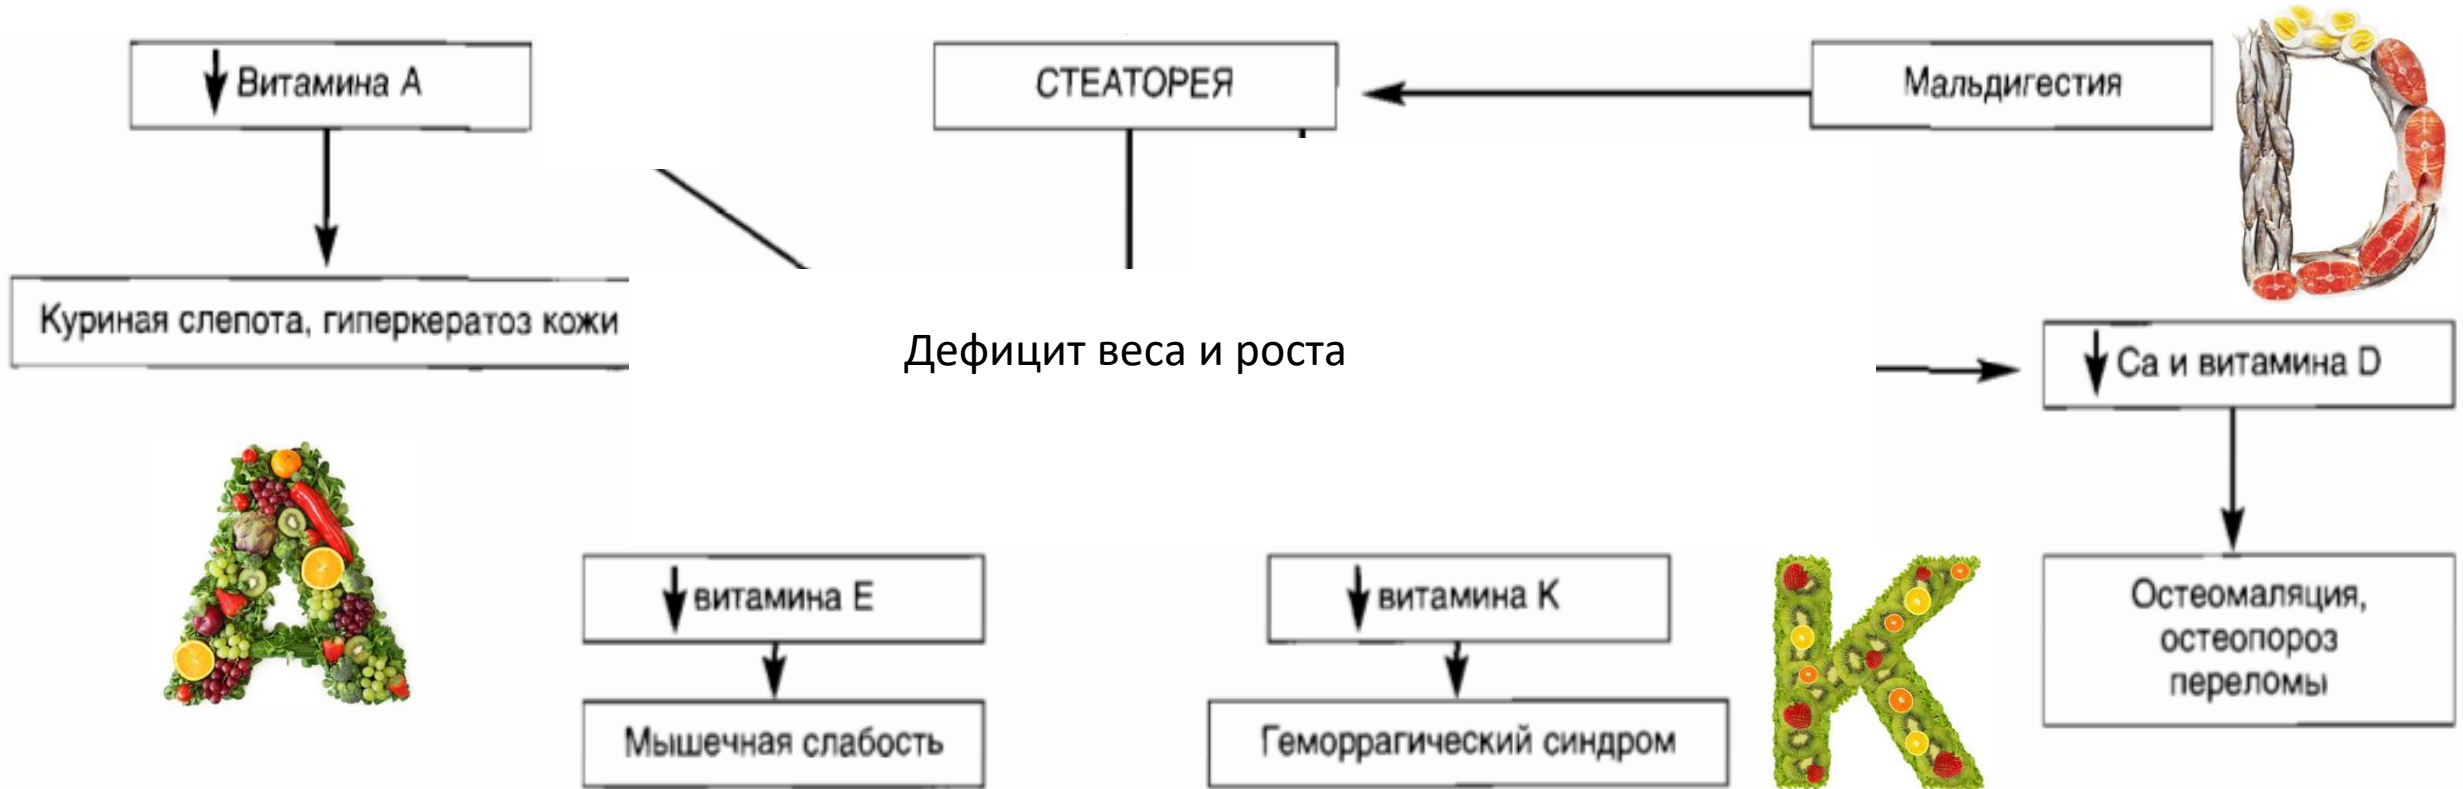 ↓ Витамина А
СТЕАТОРЕЯ
Мальдигестия
Куриная слепота, гиперкератоз кожи
Дефицит веса и роста
↓ Са и витамина D
↓ витамина Е
↓ витамина К
Остеомаляция,
остеопороз
переломы
Мышечная слабость
Геморрагический синдром